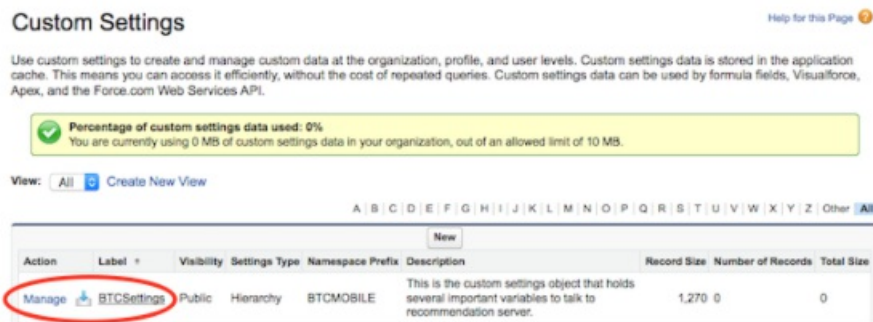 Custom Settings
Help for this Page
Use custom settings to create and manage custom data at the organization, profile, and user levels. Custom settings data is stored in the application
cache. This means you can access it efficiently, without the cost of repeated queries. Custom settings data can be used by formula fields, Visualforce,
Apex, and the Force.com Web Services API.
Percentage of custom settings data used: 0%
You are currently using 0 MB of custom settings data in your organization, out of an allowed limit of 10 MB.
View: All Create New View
A | B | C | D | E | F | G | H | I | J | K | L | M | N | O | P | Q | R | S | T | U | V | W | X | Y | Z | Other All
New
Action Label ↑ Visibility Settings Type Namespace Prefix Description Record Size Number of Records Total Size
Manage BTCSettings Public Hierarchy BTCMOBILE This is the custom settings object that holds
several important variables to talk to
recommendation server. 1,270 0 0